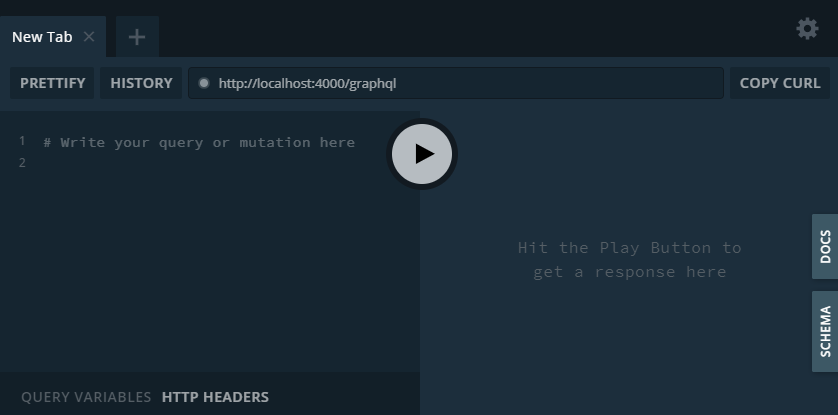 New Tab
PRETTIFY
HISTORY
http://localhost:4000/graphql
COPY CURL
1 # Write your query or mutation here
2
Hit the Play Button to
get a response here
DOCS
SCHEMA
QUERY VARIABLES
HTTP HEADERS